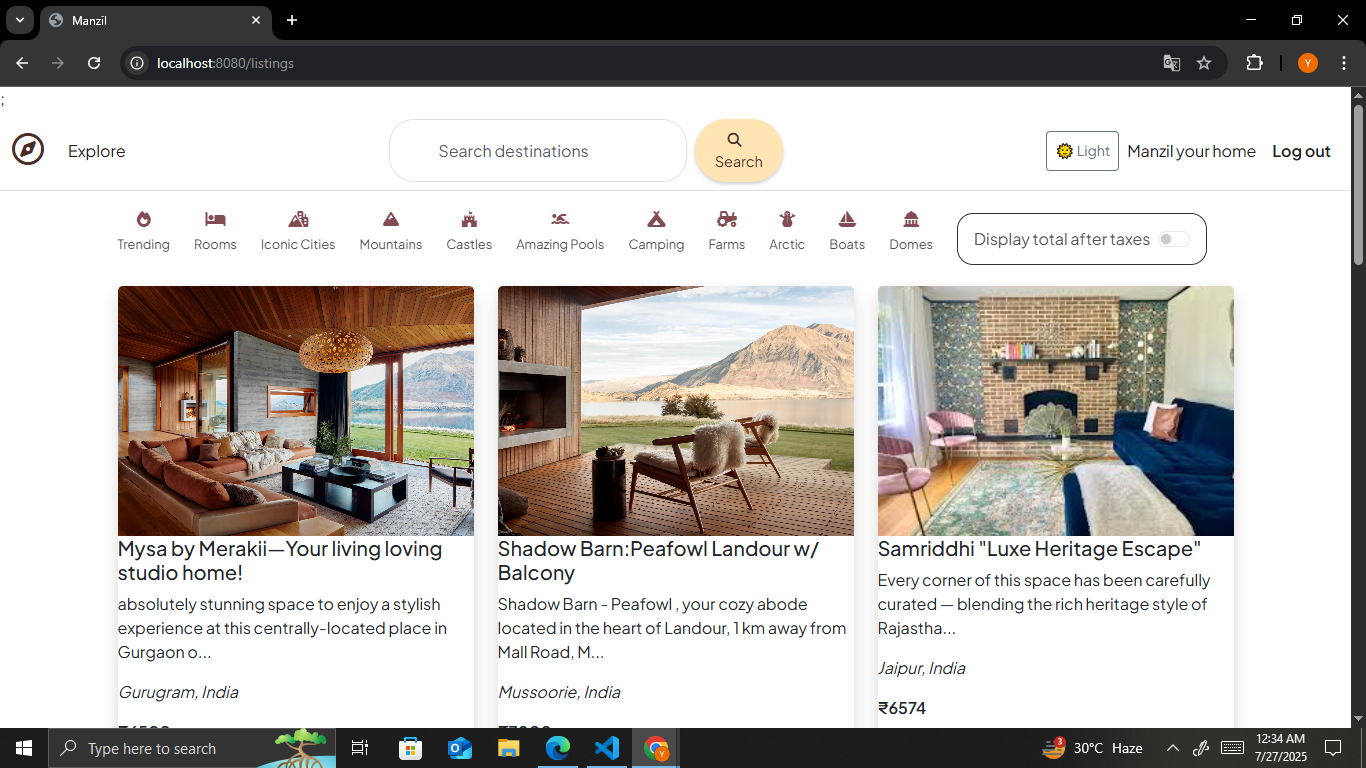 Manzil
localhost:8080/listings
;
Explore
Search destinations
Search
Light
Manzil your home
Log out
Trending
Rooms
Iconic Cities
Mountains
Castles
Amazing Pools
Camping
Farms
Arctic
Boats
Domes
Display total after taxes
Mysa by Merakii—Your living loving
studio home!
absolutely stunning space to enjoy a stylish
experience at this centrally-located place in
Gurgaon o...
Gurugram, India
Shadow Barn:Peafowl Landour w/
Balcony
Shadow Barn - Peafowl , your cozy abode
located in the heart of Landour, 1 km away from
Mall Road, M...
Mussoorie, India
Samriddhi "Luxe Heritage Escape"
Every corner of this space has been carefully
curated — blending the rich heritage style of
Rajastha...
Jaipur, India
₹6574
Type here to search
3
30°C Haze
12:34 AM
7/27/2025
Y